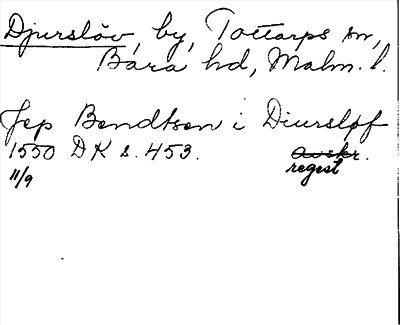 Djurslöv, by, Tottarps sn,
Bara hd, Malm. l.
Jep Bendtsen i Diursløf
1550 DK s. 453. avskr.
11/9 regest